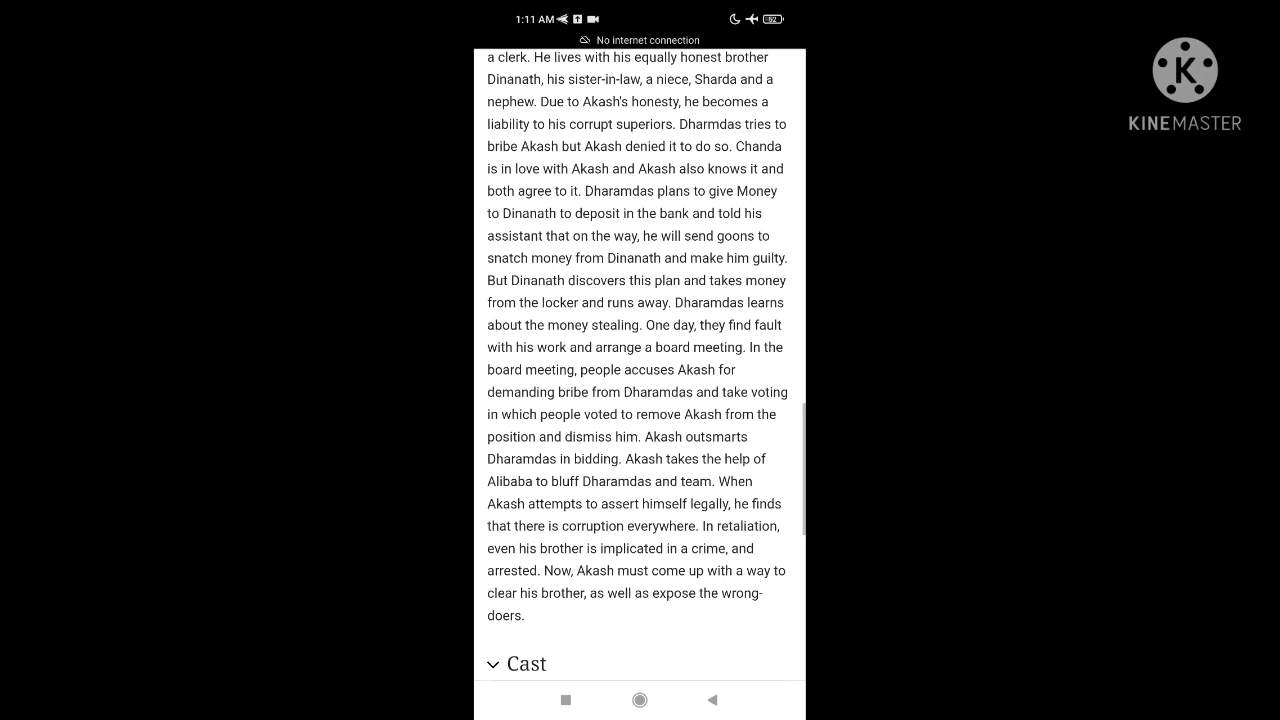 1:11 AM
52
No internet connection
K
KINEMASTER
a clerk. He lives with his equally honest brother
Dinanath, his sister-in-law, a niece, Sharda and a
nephew. Due to Akash's honesty, he becomes a
liability to his corrupt superiors. Dharmdas tries to
bribe Akash but Akash denied it to do so. Chanda
is in love with Akash and Akash also knows it and
both agree to it. Dharamdas plans to give Money
to Dinanath to deposit in the bank and told his
assistant that on the way, he will send goons to
snatch money from Dinanath and make him guilty.
But Dinanath discovers this plan and takes money
from the locker and runs away. Dharamdas learns
about the money stealing. One day, they find fault
with his work and arrange a board meeting. In the
board meeting, people accuses Akash for
demanding bribe from Dharamdas and take voting
in which people voted to remove Akash from the
position and dismiss him. Akash outsmarts
Dharamdas in bidding. Akash takes the help of
Alibaba to bluff Dharamdas and team. When
Akash attempts to assert himself legally, he finds
that there is corruption everywhere. In retaliation,
even his brother is implicated in a crime, and
arrested. Now, Akash must come up with a way to
clear his brother, as well as expose the wrong-
doers.
Cast